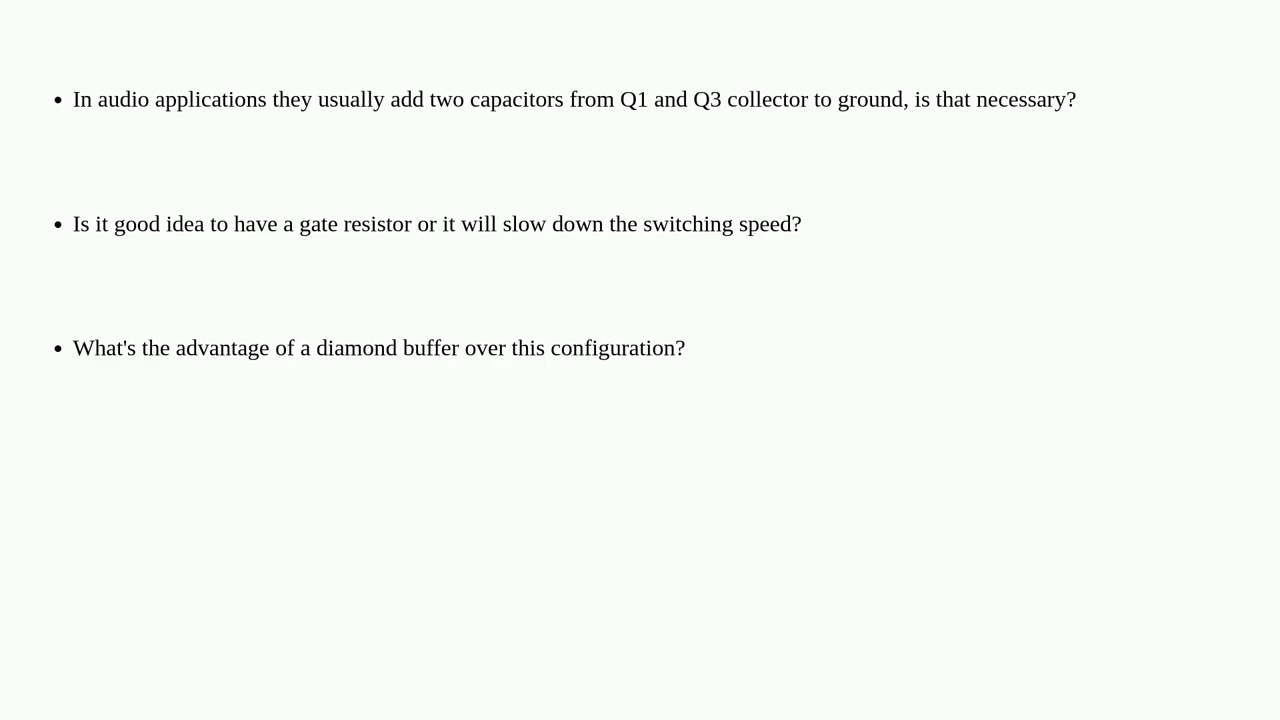 • In audio applications they usually add two capacitors from Q1 and Q3 collector to ground, is that necessary?
• Is it good idea to have a gate resistor or it will slow down the switching speed?
• What's the advantage of a diamond buffer over this configuration?